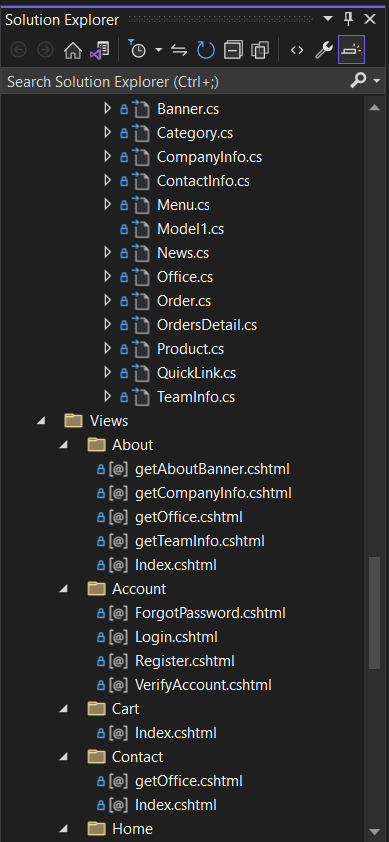 Solution Explorer
Search Solution Explorer (Ctrl+;)
Banner.cs
Category.cs
CompanyInfo.cs
ContactInfo.cs
Menu.cs
Model1.cs
News.cs
Office.cs
Order.cs
OrdersDetail.cs
Product.cs
QuickLink.cs
TeamInfo.cs
Views
About
getAboutBanner.cshtml
getCompanyInfo.cshtml
getOffice.cshtml
getTeamInfo.cshtml
Index.cshtml
Account
ForgotPassword.cshtml
Login.cshtml
Register.cshtml
VerifyAccount.cshtml
Cart
Index.cshtml
Contact
getOffice.cshtml
Index.cshtml
Home